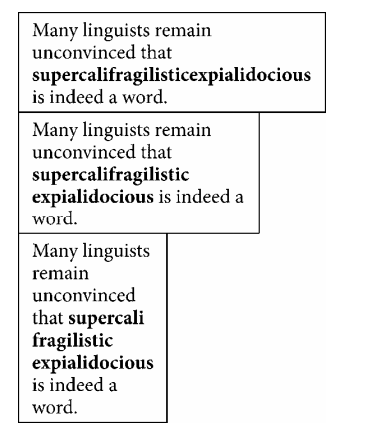 Many linguists remain
unconvinced that
supercalifragilisticexpialidocious
is indeed a word.
Many linguists remain
unconvinced that
supercalifragilistic
expialidocious is indeed a
word.
Many linguists
remain
unconvinced
that supercali
fragilistic
expialidocious
is indeed a
word.